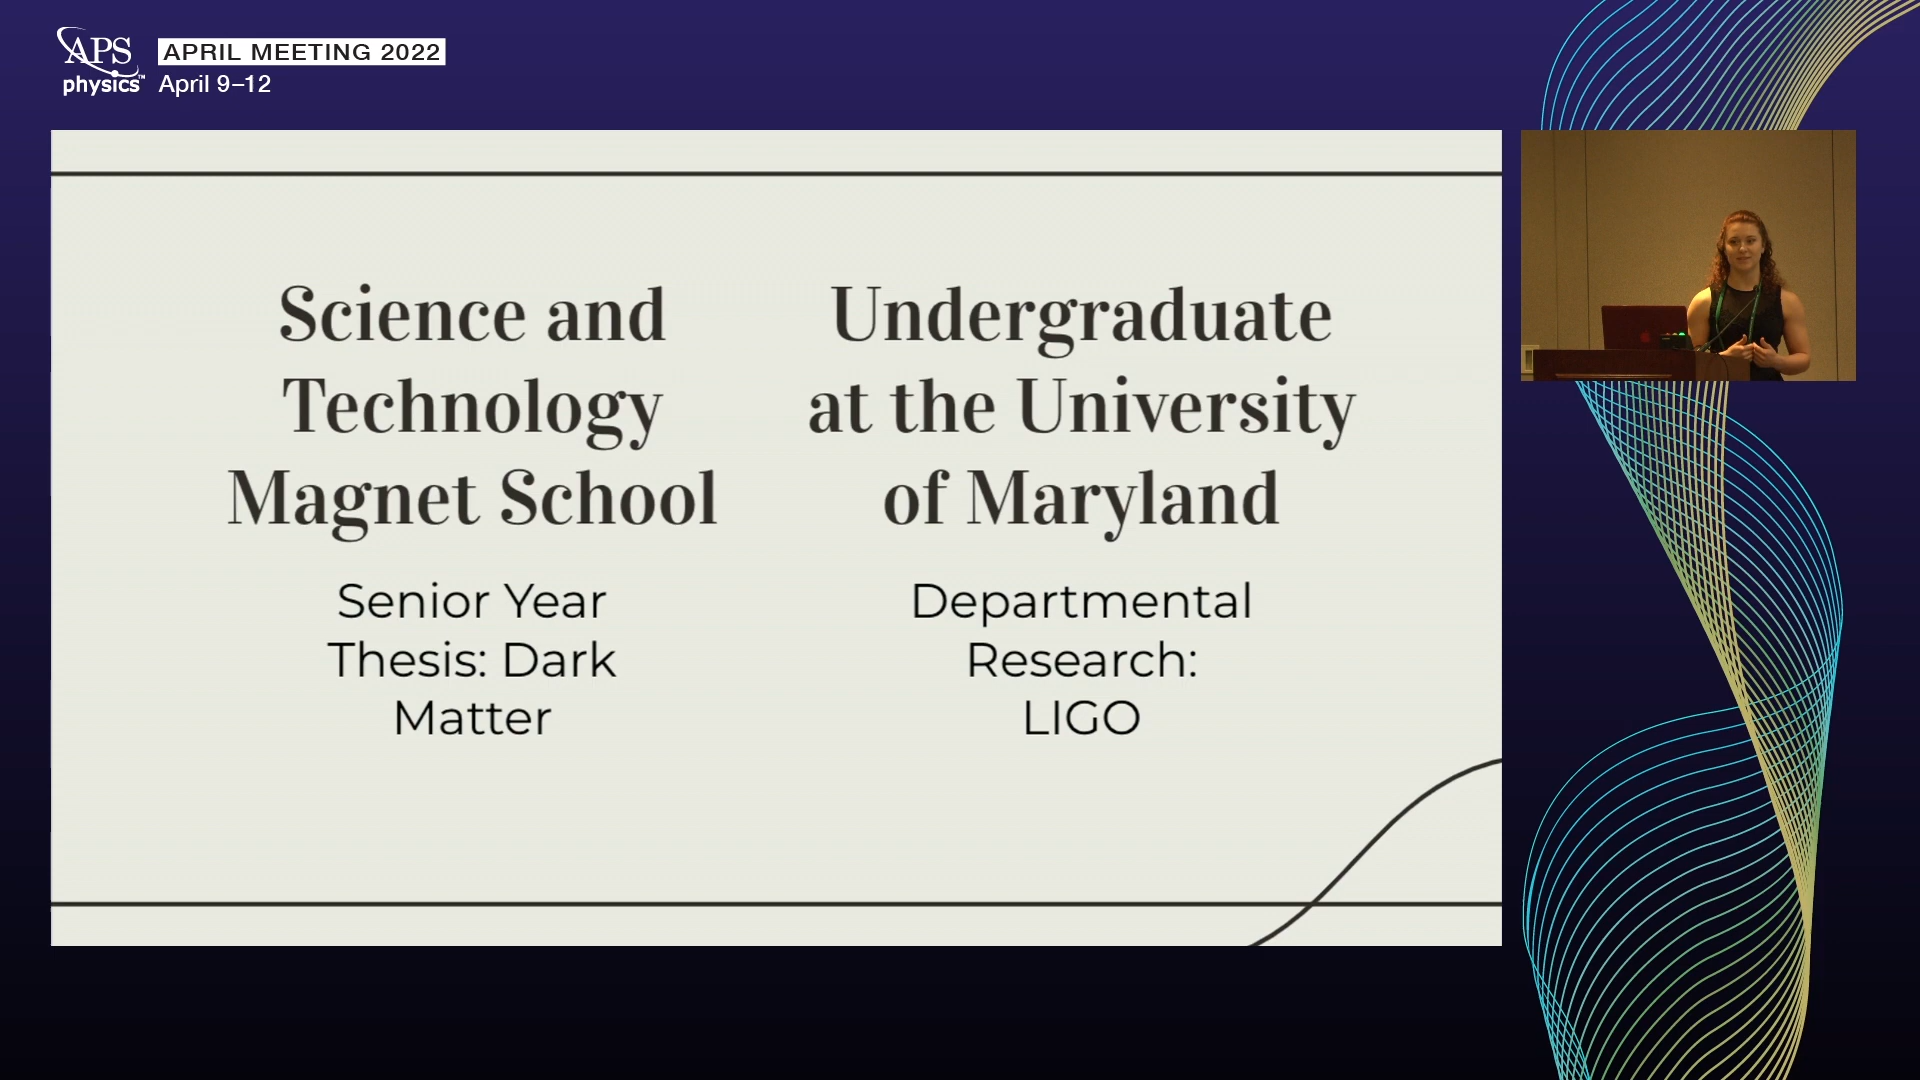 APS
physics™
APRIL MEETING 2022
April 9–12
Science and
Technology
Magnet School
Senior Year
Thesis: Dark
Matter
Undergraduate
at the University
of Maryland
Departmental
Research:
LIGO